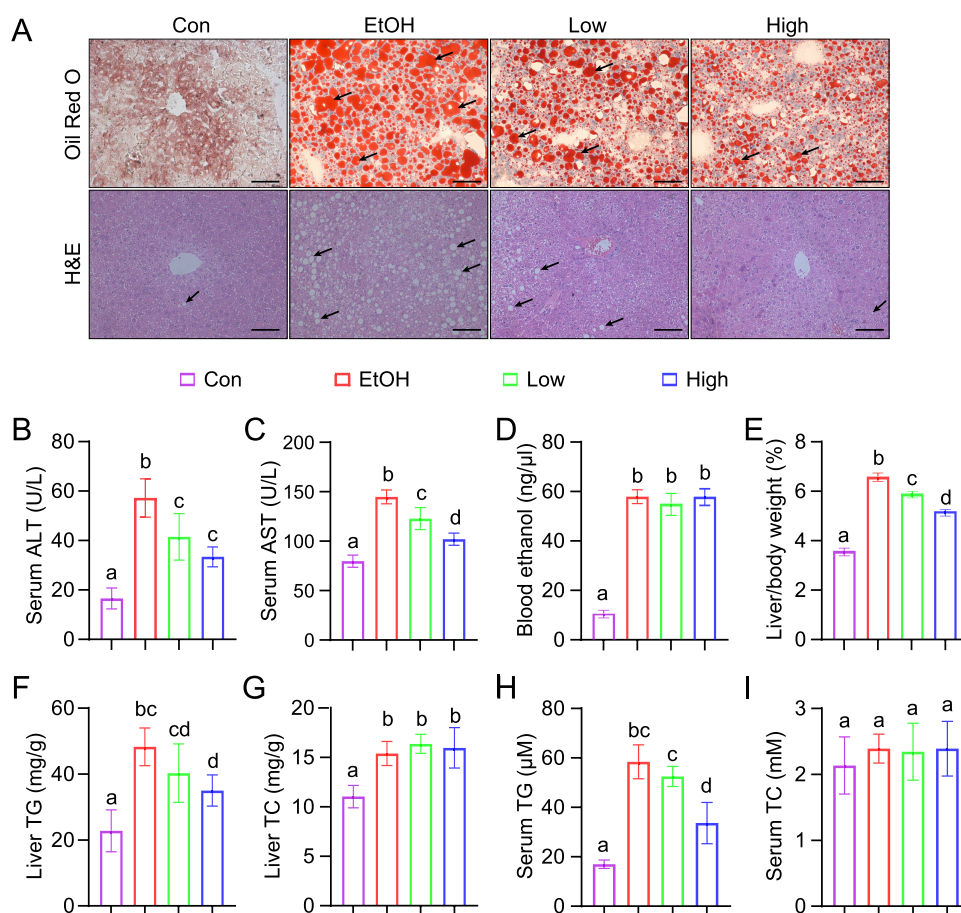 A
Con
EtOH
Low
High
Oil Red O
H&E
Con
EtOH
Low
High
B
Serum ALT (U/L)
80
60
40
20
0
a
b
c
c
C
Serum AST (U/L)
200
150
100
50
0
a
b
c
d
D
Blood ethanol (ng/µl)
80
60
40
20
0
a
b
b
b
E
Liver/body weight (%)
8
6
4
2
0
a
b
c
d
F
Liver TG (mg/g)
60
40
20
0
a
bc
cd
d
G
Liver TC (mg/g)
20
15
10
5
0
a
b
b
b
H
Serum TG (µM)
80
60
40
20
0
a
bc
c
d
I
Serum TC (mM)
3
2
1
0
a
a
a
a